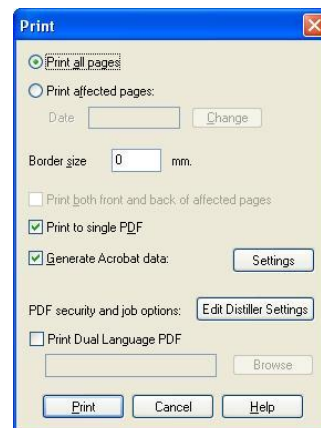 Print
Print all pages
Print affected pages:
Date Change
Border size 0 mm.
Print both front and back of affected pages
Print to single PDF
Generate Acrobat data: Settings
PDF security and job options: Edit Distiller Settings
Print Dual Language PDF
Browse
Print Cancel Help